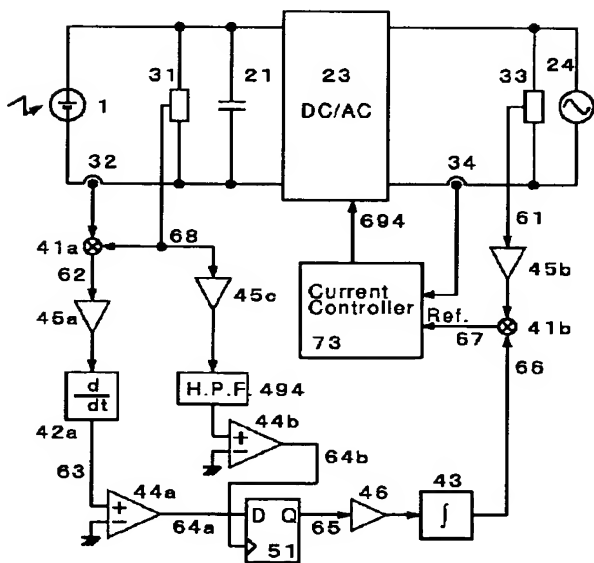 31
21
23
DC/AC
33
24
1
32
34
694
61
41a
68
62
45c
45b
Current
Controller
73
Ref.
67
41b
66
45a
d
dt
42a
H.P.F.
494
44b
+
−
64b
63
44a
+
−
64a
D
Q
51
65
46
43
∫